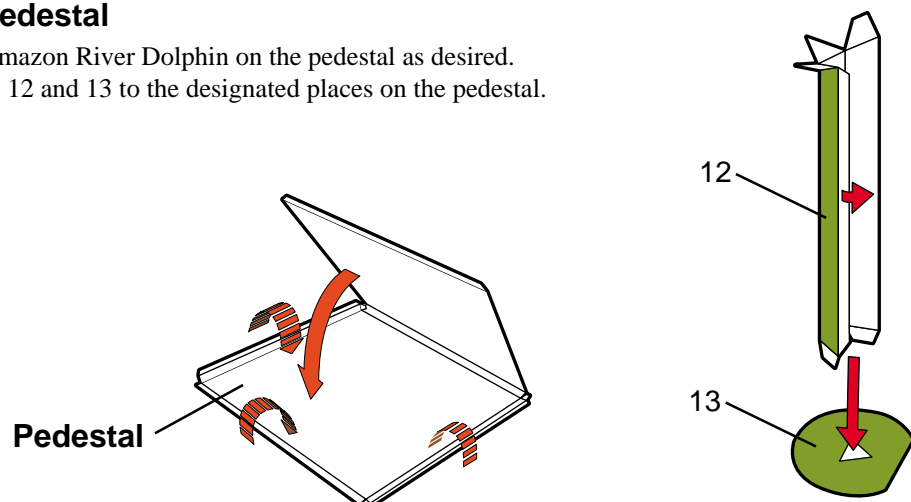 edestal
mazon River Dolphin on the pedestal as desired.
12 and 13 to the designated places on the pedestal.
12
13
Pedestal